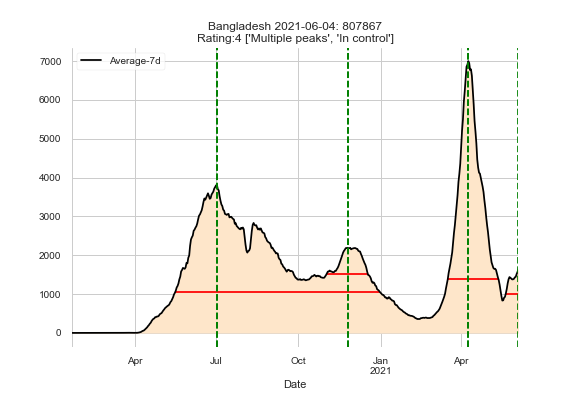 Bangladesh 2021-06-04: 807867
Rating:4 ['Multiple peaks', 'In control']
Average-7d
7000
6000
5000
4000
3000
2000
1000
0
Apr
Jul
Oct
Jan
2021
Apr
Date